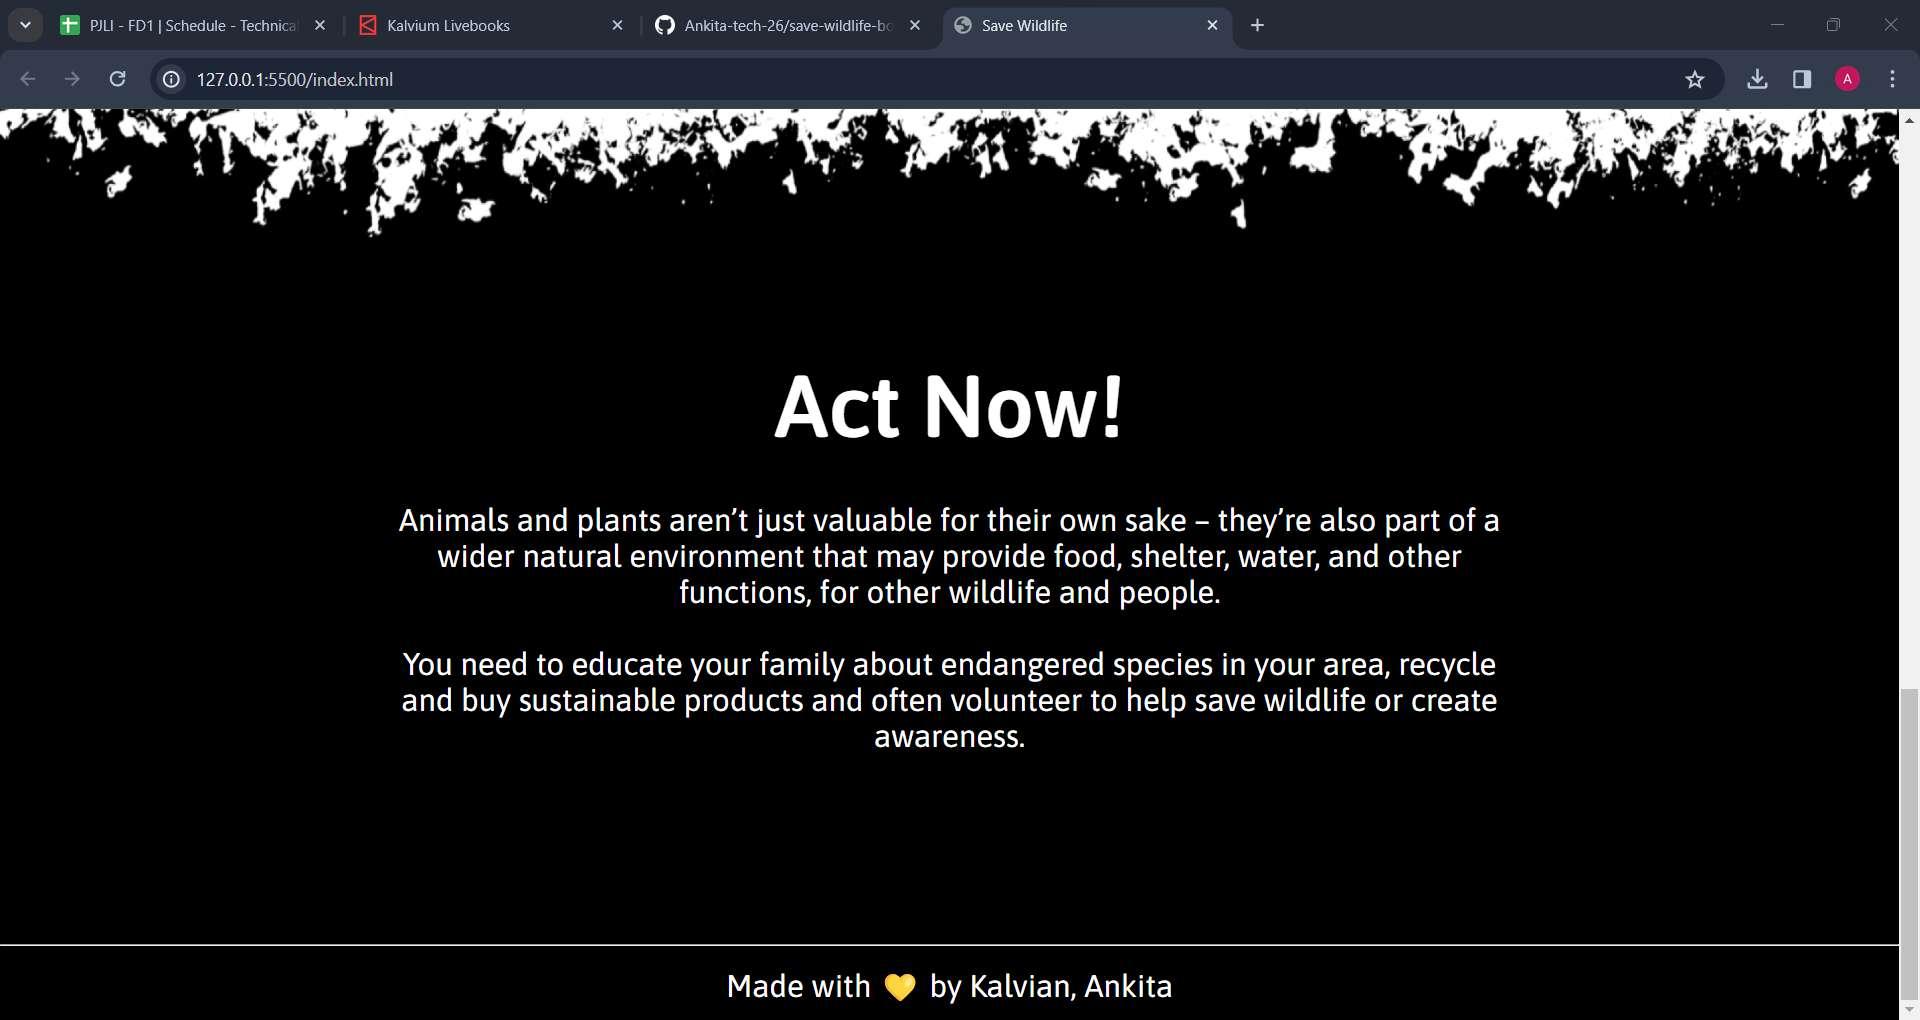 PJLI - FD1 | Schedule - Technica
Kalvium Livebooks
Ankita-tech-26/save-wildlife-bo
Save Wildlife
127.0.0.1:5500/index.html
A
Act Now!
Animals and plants aren’t just valuable for their own sake – they’re also part of a
wider natural environment that may provide food, shelter, water, and other
functions, for other wildlife and people.
You need to educate your family about endangered species in your area, recycle
and buy sustainable products and often volunteer to help save wildlife or create
awareness.
Made with 💛 by Kalvian, Ankita